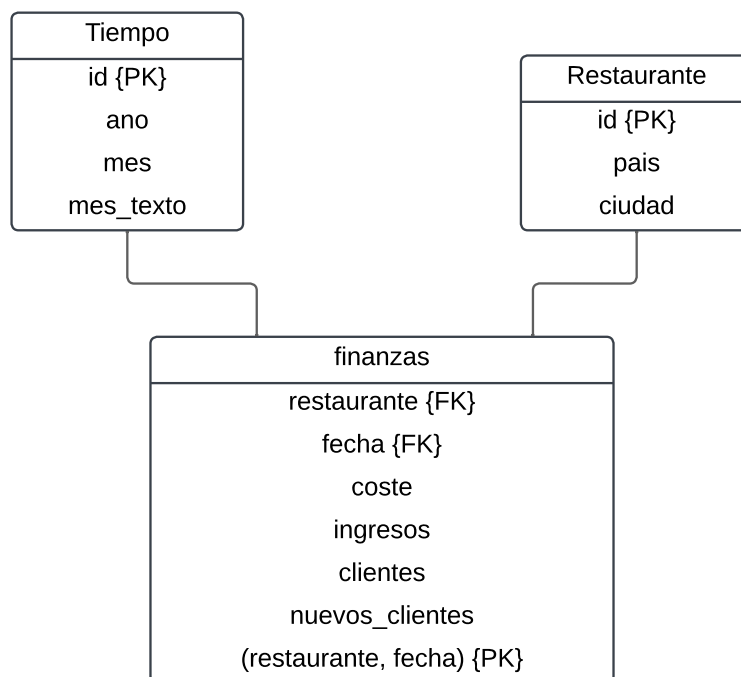 Tiempo
id {PK}
ano
mes
mes_texto
Restaurante
id {PK}
pais
ciudad
finanzas
restaurante {FK}
fecha {FK}
coste
ingresos
clientes
nuevos_clientes
(restaurante, fecha) {PK}